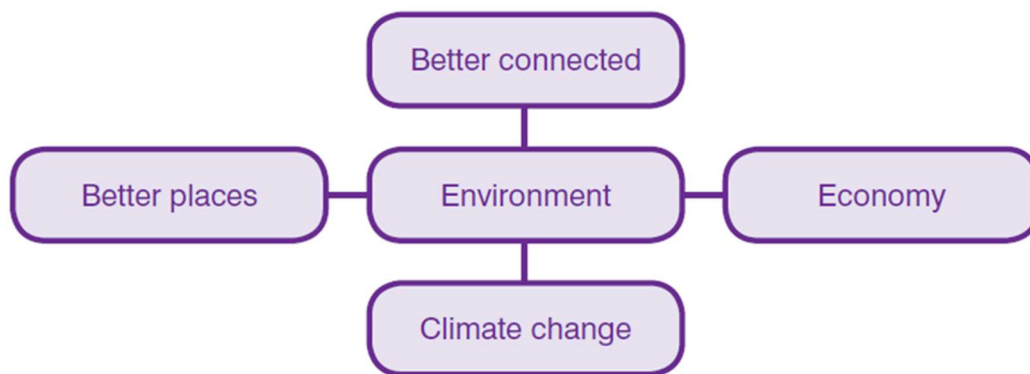 Better connected
Better places
Environment
Economy
Climate change